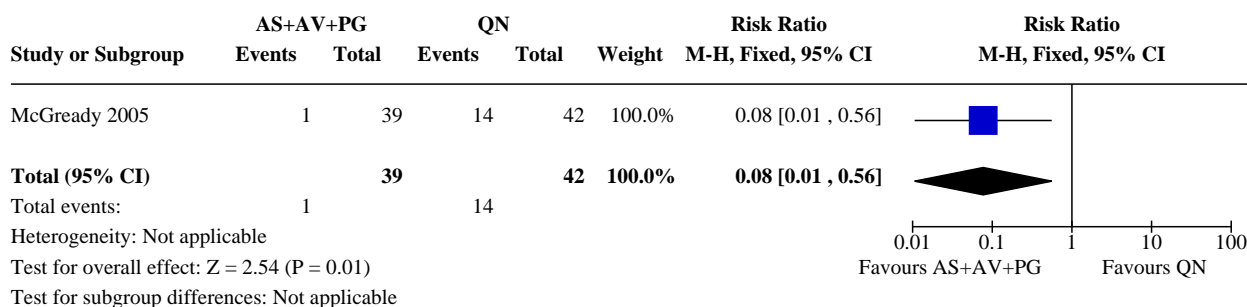 AS+AV+PG QN Risk Ratio Risk Ratio
Study or Subgroup Events Total Events Total Weight M-H, Fixed, 95% CI M-H, Fixed, 95% CI
McGready 2005 1 39 14 42 100.0% 0.08 [0.01 , 0.56]
Total (95% CI) 39 42 100.0% 0.08 [0.01 , 0.56]
Total events: 1 14
Heterogeneity: Not applicable 0.01 0.1 1 10 100
Test for overall effect: Z = 2.54 (P = 0.01) Favours AS+AV+PG Favours QN
Test for subgroup differences: Not applicable